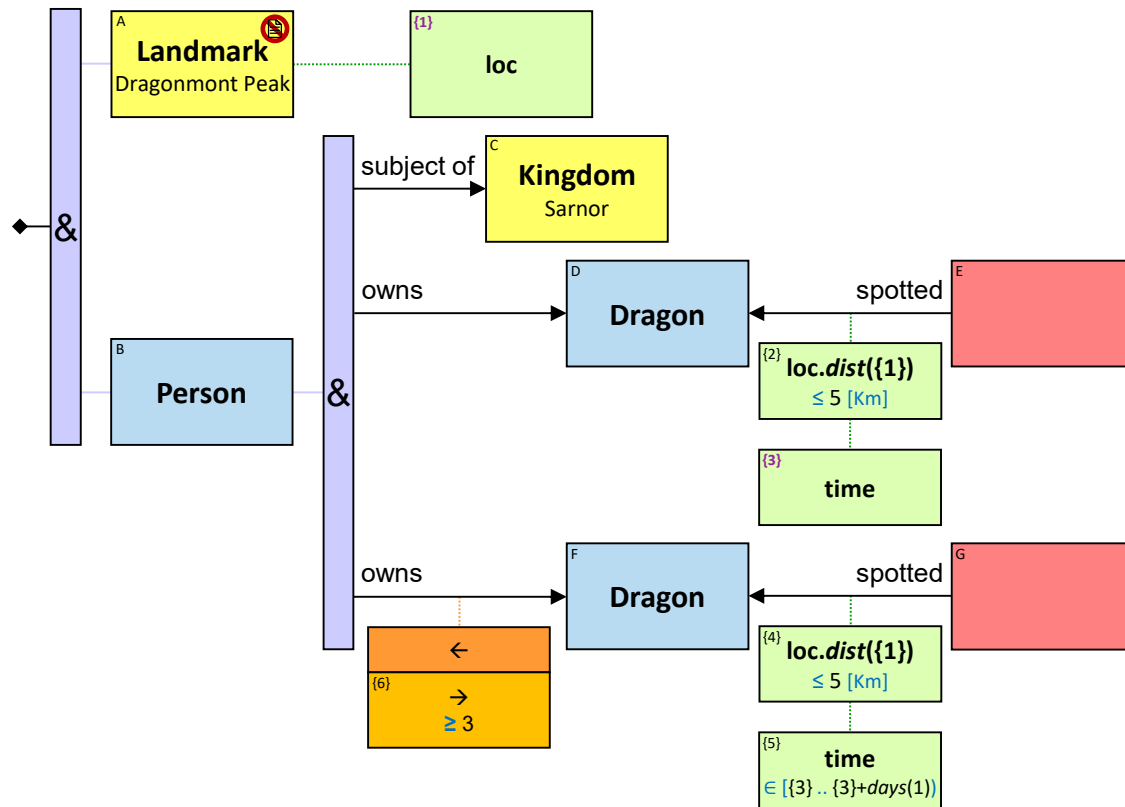 A
Landmark
Dragonmont Peak
{1}
loc
&
subject of
C
Kingdom
Sarnor
owns
D
Dragon
spotted
E
{2}
loc.dist({1})
≤ 5 [Km]
B
Person
&
{3}
time
owns
F
Dragon
spotted
G
←
{6}
→
≥ 3
{4}
loc.dist({1})
≤ 5 [Km]
{5}
time
∈ [{3} .. {3}+days(1))